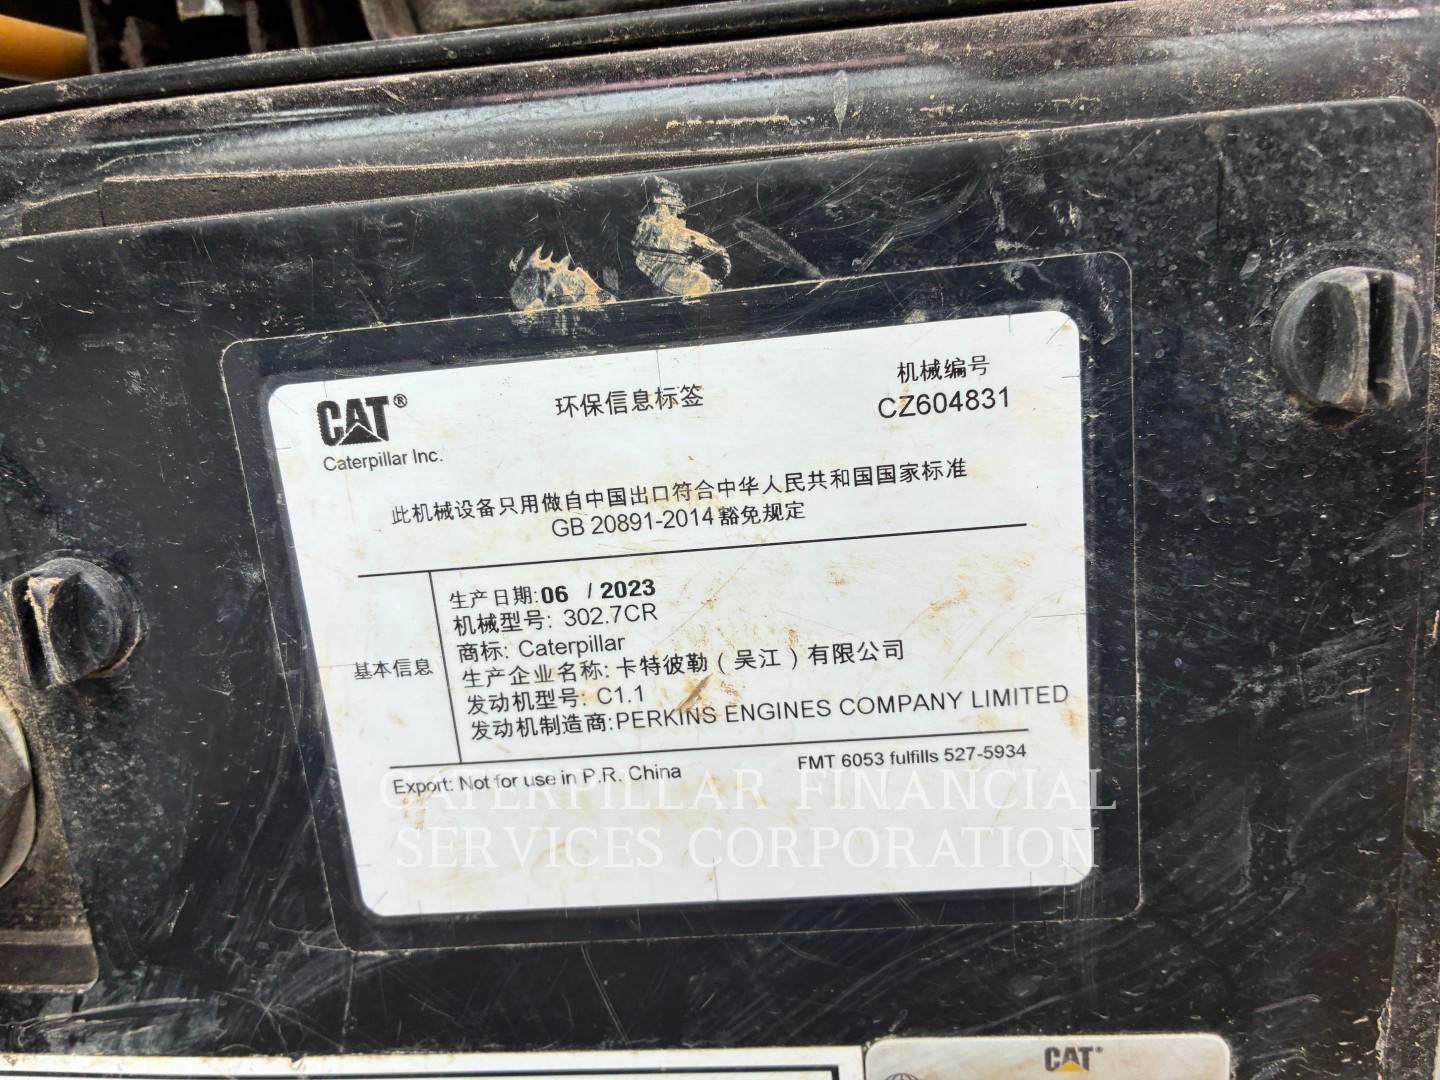 CAT®
Caterpillar Inc.
环保信息标签
机械编号
CZ604831
此机械设备只用做自中国出口符合中华人民共和国国家标准
GB 20891-2014豁免规定
基本信息
生产日期:06 / 2023
机械型号: 302.7CR
商标: Caterpillar
生产企业名称:卡特彼勒(吴江)有限公司
发动机型号: C1.1
发动机制造商:PERKINS ENGINES COMPANY LIMITED
Export: Not for use in P.R. China
FMT 6053 fulfills 527-5934
CATERPILLAR FINANCIAL
SERVICES CORPORATION
CAT